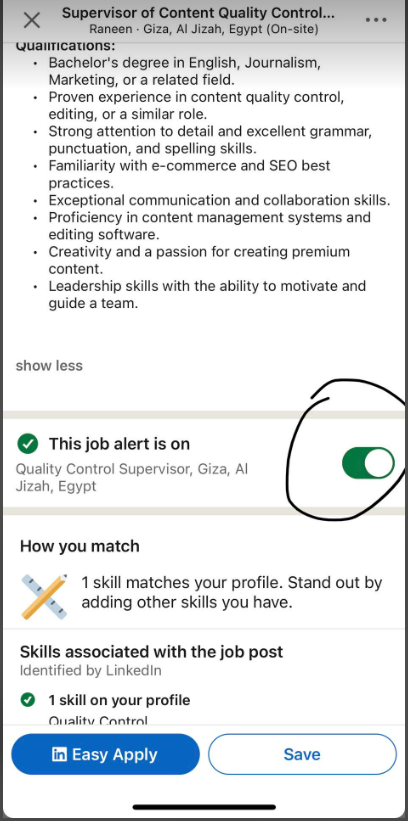 Supervisor of Content Quality Control...
Raneen · Giza, Al Jizah, Egypt (On-site)
Qualifications:
• Bachelor's degree in English, Journalism,
Marketing, or a related field.
• Proven experience in content quality control,
editing, or a similar role.
• Strong attention to detail and excellent grammar,
punctuation, and spelling skills.
• Familiarity with e-commerce and SEO best
practices.
• Exceptional communication and collaboration skills.
• Proficiency in content management systems and
editing software.
• Creativity and a passion for creating premium
content.
• Leadership skills with the ability to motivate and
guide a team.
show less
This job alert is on
Quality Control Supervisor, Giza, Al
Jizah, Egypt
How you match
1 skill matches your profile. Stand out by
adding other skills you have.
Skills associated with the job post
Identified by LinkedIn
1 skill on your profile
Quality Control
in Easy Apply
Save